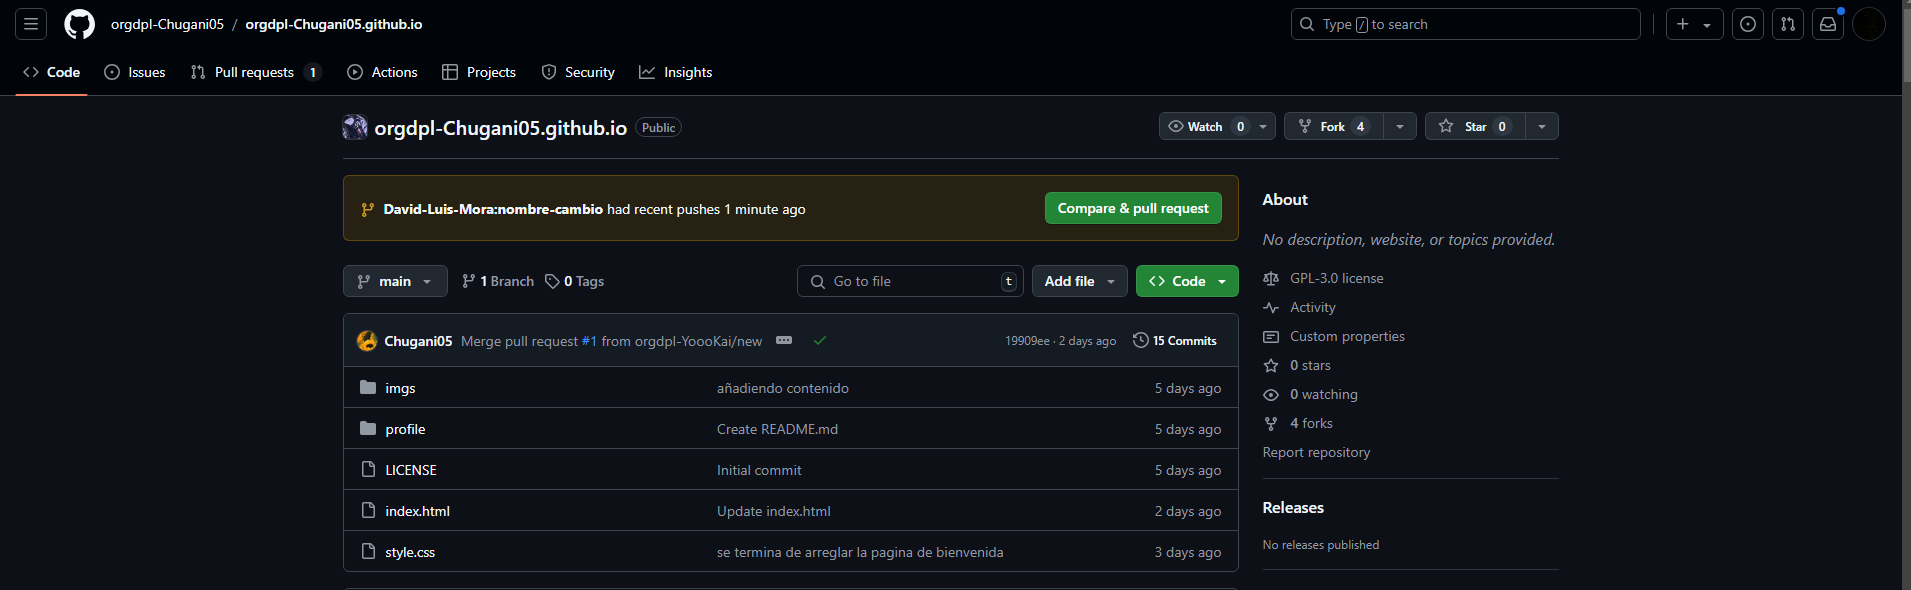 orgdpl-Chugani05 / orgdpl-Chugani05.github.io
Type / to search
Code Issues Pull requests 1 Actions Projects Security Insights
orgdpl-Chugani05.github.io Public
Watch 0 Fork 4 Star 0
David-Luis-Mora:nombre-cambio had recent pushes 1 minute ago
Compare & pull request
main 1 Branch 0 Tags
Go to file t Add file Code
Chugani05 Merge pull request #1 from orgdpl-YoooKai/new 19909ee · 2 days ago 15 Commits
imgs añadiendo contenido 5 days ago
profile Create README.md 5 days ago
LICENSE Initial commit 5 days ago
index.html Update index.html 2 days ago
style.css se termina de arreglar la pagina de bienvenida 3 days ago
About
No description, website, or topics provided.
GPL-3.0 license
Activity
Custom properties
0 stars
0 watching
4 forks
Report repository
Releases
No releases published